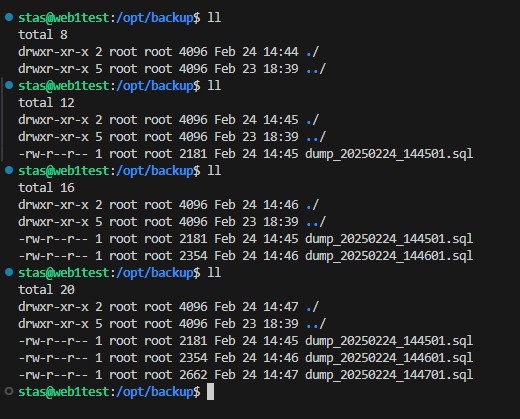 stas@web1test:/opt/backup$ ll
total 8
drwxr-xr-x 2 root root 4096 Feb 24 14:44 ./
drwxr-xr-x 5 root root 4096 Feb 23 18:39 ../
stas@web1test:/opt/backup$ ll
total 12
drwxr-xr-x 2 root root 4096 Feb 24 14:45 ./
drwxr-xr-x 5 root root 4096 Feb 23 18:39 ../
-rw-r--r-- 1 root root 2181 Feb 24 14:45 dump_20250224_144501.sql
stas@web1test:/opt/backup$ ll
total 16
drwxr-xr-x 2 root root 4096 Feb 24 14:46 ./
drwxr-xr-x 5 root root 4096 Feb 23 18:39 ../
-rw-r--r-- 1 root root 2181 Feb 24 14:45 dump_20250224_144501.sql
-rw-r--r-- 1 root root 2354 Feb 24 14:46 dump_20250224_144601.sql
stas@web1test:/opt/backup$ ll
total 20
drwxr-xr-x 2 root root 4096 Feb 24 14:47 ./
drwxr-xr-x 5 root root 4096 Feb 23 18:39 ../
-rw-r--r-- 1 root root 2181 Feb 24 14:45 dump_20250224_144501.sql
-rw-r--r-- 1 root root 2354 Feb 24 14:46 dump_20250224_144601.sql
-rw-r--r-- 1 root root 2662 Feb 24 14:47 dump_20250224_144701.sql
stas@web1test:/opt/backup$